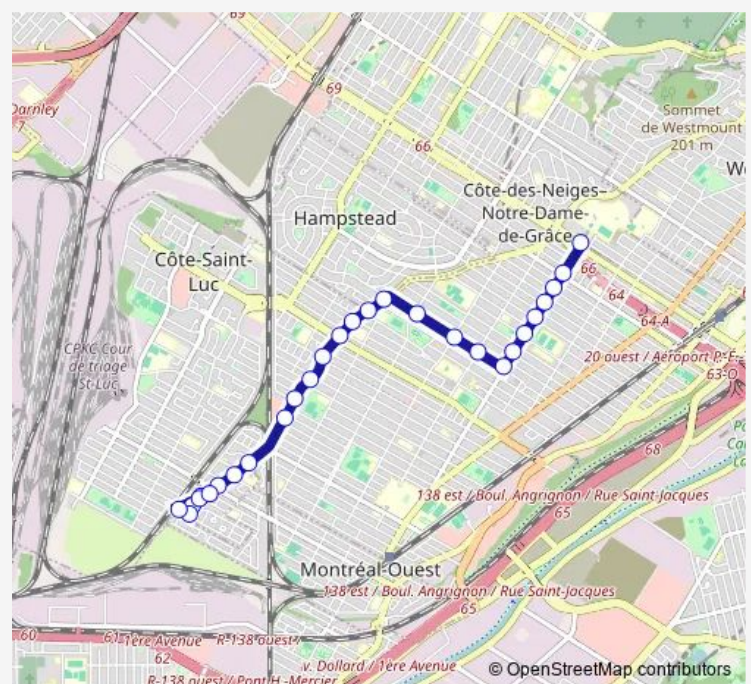 69
69
Darnley
7
Sommet
de Westmount
201 m
66
Côte-des-Neiges–
Notre-Dame-
de-Grâce
Hampstead
Côte-Saint-
Luc
66
64
64-A
CPKC Cour
de triage
St-Luc
20 ouest / Aéroport P.-E.-
63-O
68
138 est / Boul. Angrignon / Rue Saint-Jacques
65
Montréal-Ouest
138 est / Boul. Angrignon / Rue Saint-Jacques
65
60
61
1ère Avenue
R-138 ouest
62
v. Dollard / 1ère Avenue
R-138 ouest / Pont H.-Mercier
© OpenStreetMap contributors